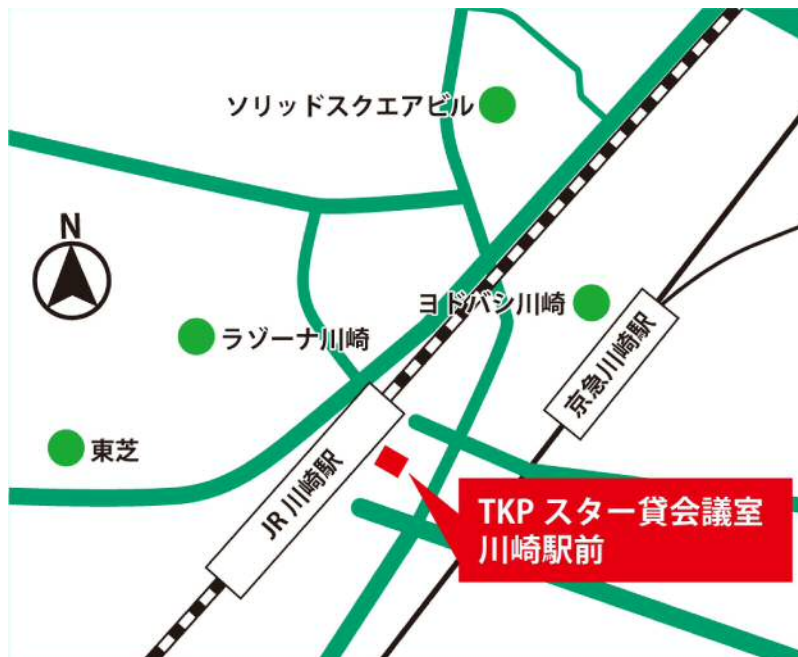 ソリッドスクエアビル
N
ヨドバシ川崎
ラゾーナ川崎
京急川崎駅
東芝
JR 川崎駅
TKP スター貸会議室
川崎駅前